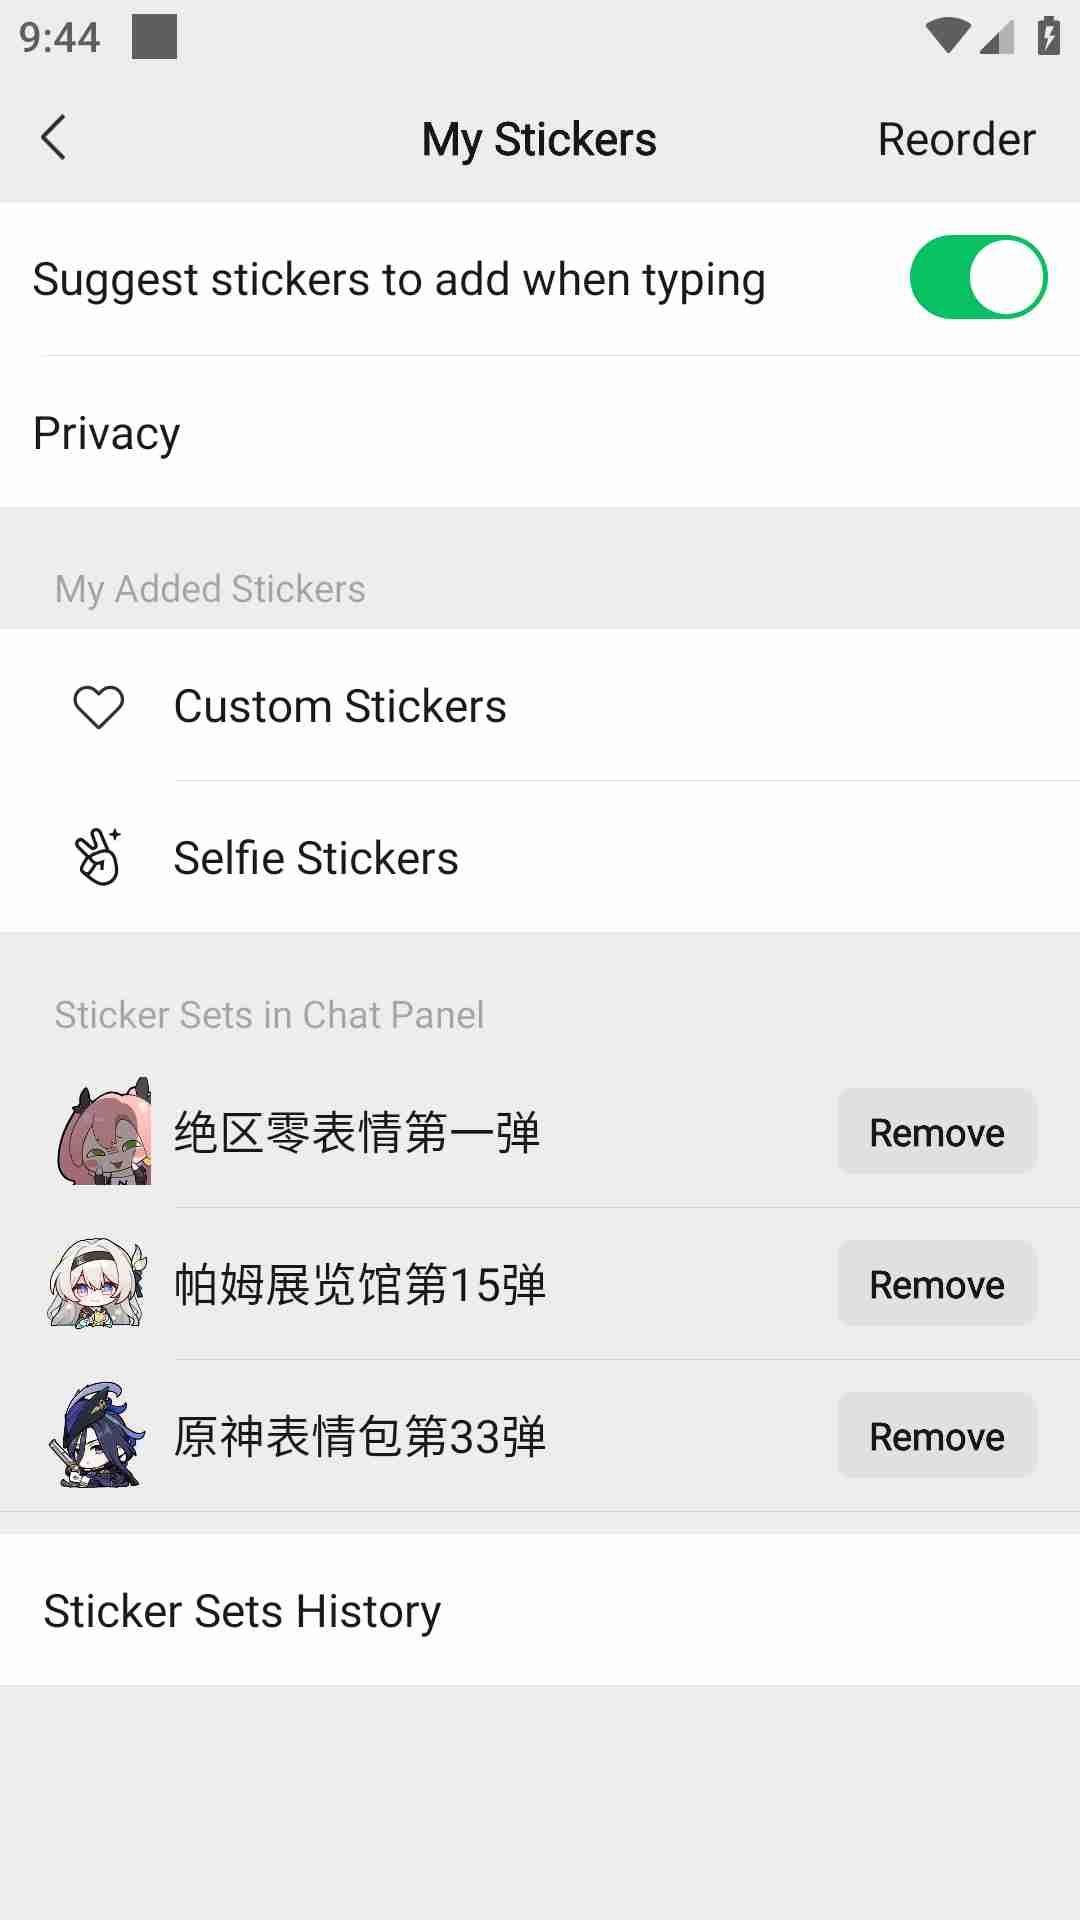 9:44
My Stickers
Reorder
Suggest stickers to add when typing
Privacy
My Added Stickers
Custom Stickers
Selfie Stickers
Sticker Sets in Chat Panel
绝区零表情第一弹
Remove
帕姆展览馆第15弹
Remove
原神表情包第33弹
Remove
Sticker Sets History